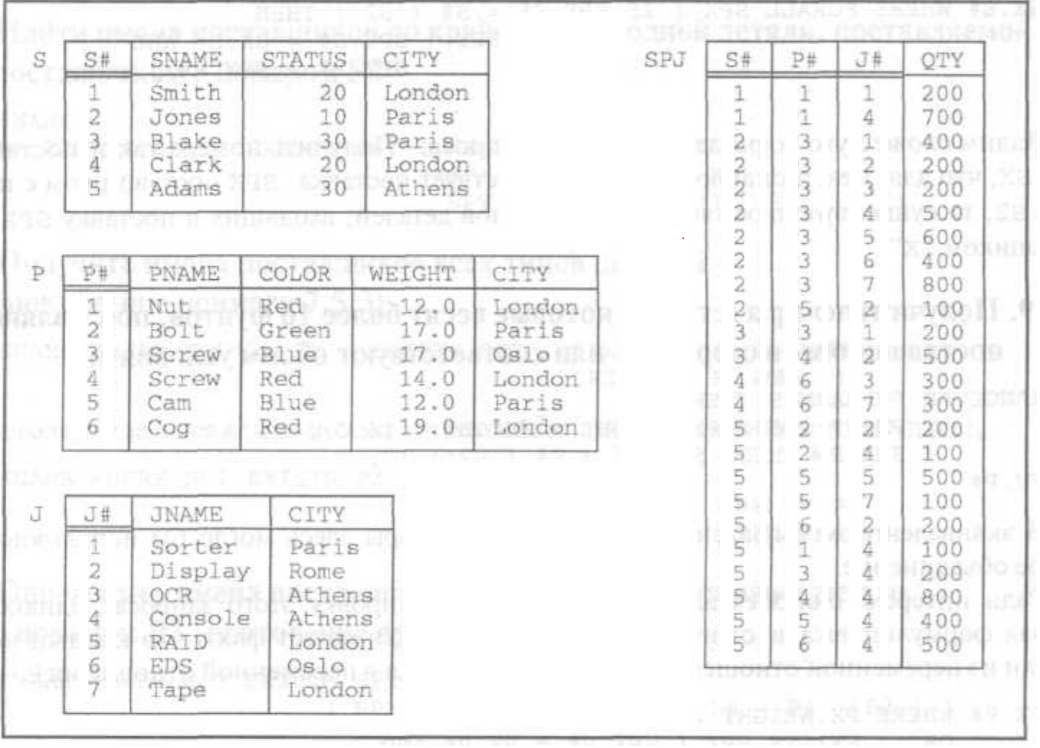 S S# SNAME STATUS CITY
1 Smith 20 London
2 Jones 10 Paris
3 Blake 30 Paris
4 Clark 20 London
5 Adams 30 Athens
P P# PNAME COLOR WEIGHT CITY
1 Nut Red 12.0 London
2 Bolt Green 17.0 Paris
3 Screw Blue 17.0 Oslo
4 Screw Red 14.0 London
5 Cam Blue 12.0 Paris
6 Cog Red 19.0 London
J J# JNAME CITY
1 Sorter Paris
2 Display Rome
3 OCR Athens
4 Console Athens
5 RAID London
6 EDS Oslo
7 Tape London
SPJ S# P# J# QTY
1 1 1 200
1 1 4 700
2 3 1 400
2 3 2 200
2 3 3 200
2 3 4 500
2 3 5 600
2 3 6 400
2 3 7 800
2 5 2 100
3 3 1 200
3 4 2 500
4 6 3 300
4 6 7 300
5 2 2 200
5 2 4 100
5 5 5 500
5 5 7 100
5 6 2 200
5 1 4 100
5 3 4 200
5 4 4 800
5 5 4 400
5 6 4 500